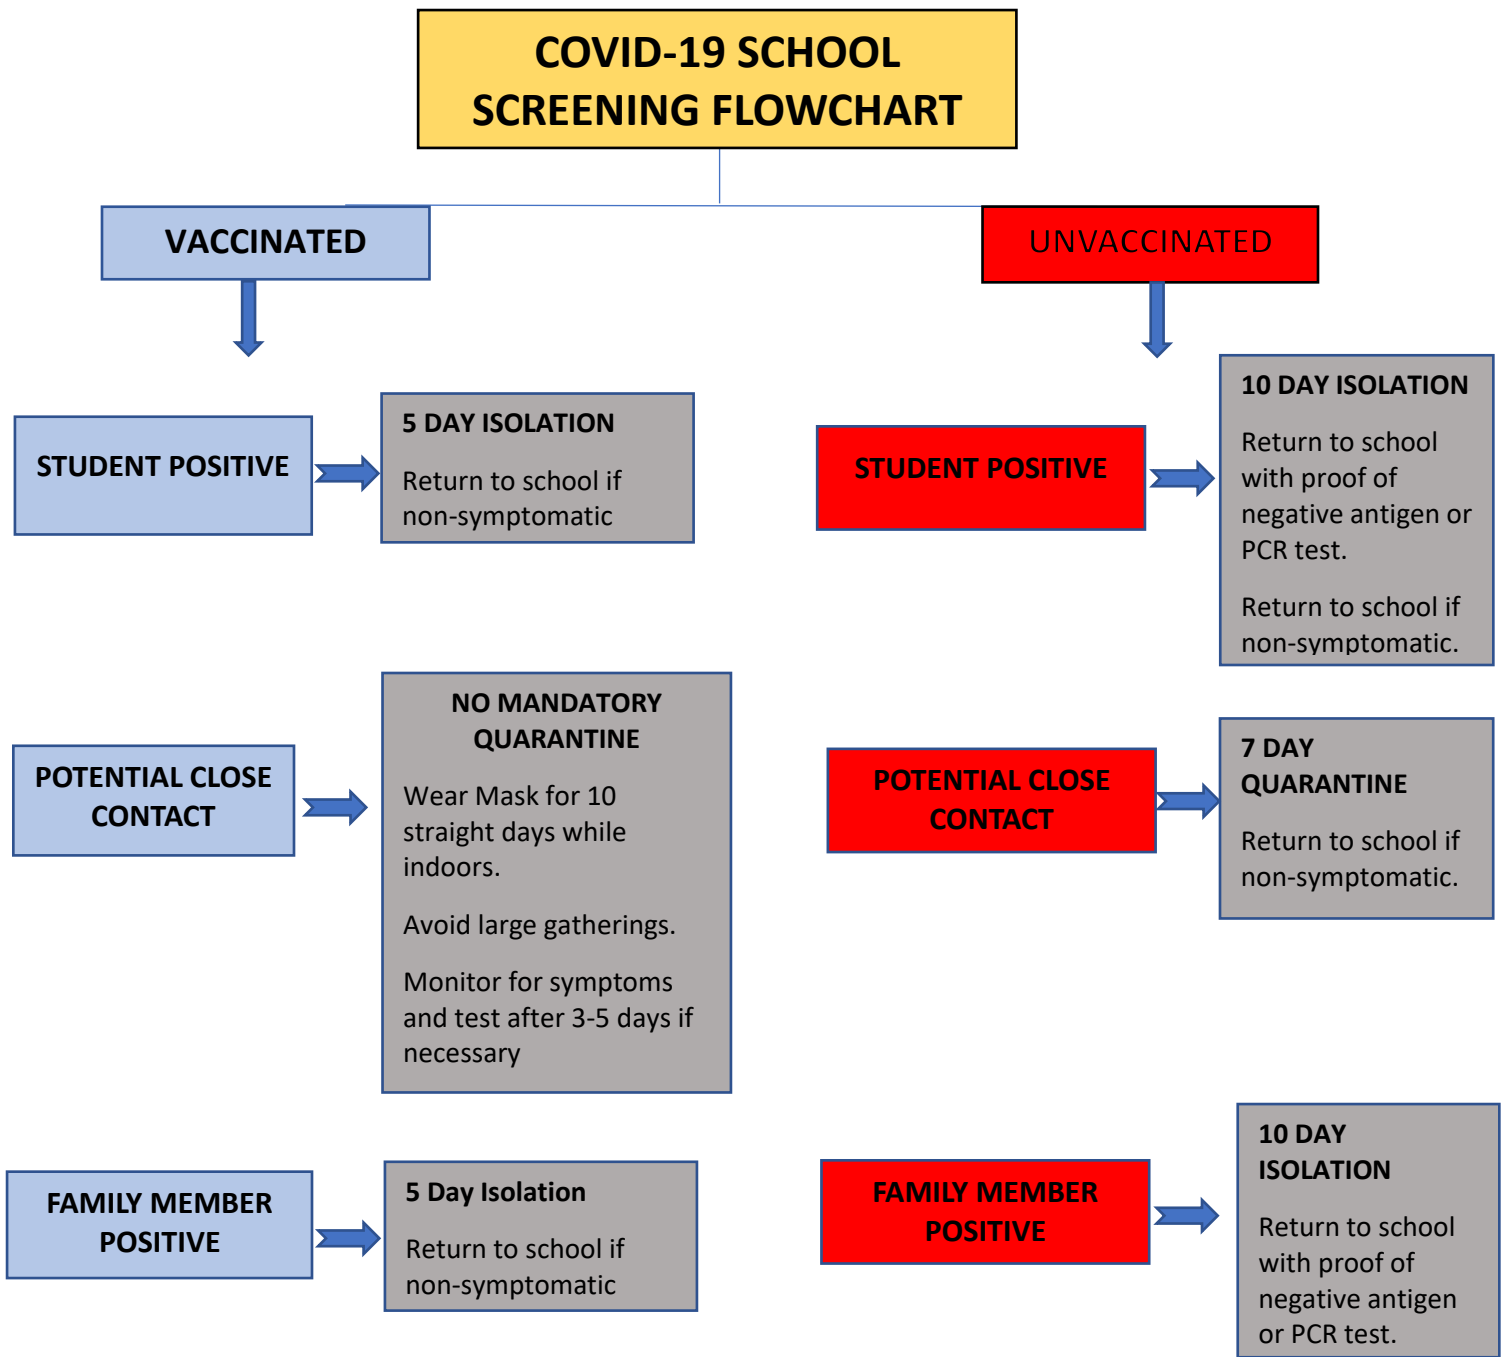 COVID-19 SCHOOL
SCREENING FLOWCHART
VACCINATED
UNVACCINATED
STUDENT POSITIVE
5 DAY ISOLATION
Return to school if
non-symptomatic
STUDENT POSITIVE
10 DAY ISOLATION
Return to school
with proof of
negative antigen or
PCR test.
Return to school if
non-symptomatic.
POTENTIAL CLOSE
CONTACT
NO MANDATORY
QUARANTINE
Wear Mask for 10
straight days while
indoors.
Avoid large gatherings.
Monitor for symptoms
and test after 3-5 days if
necessary
POTENTIAL CLOSE
CONTACT
7 DAY
QUARANTINE
Return to school if
non-symptomatic.
FAMILY MEMBER
POSITIVE
5 Day Isolation
Return to school if
non-symptomatic
FAMILY MEMBER
POSITIVE
10 DAY
ISOLATION
Return to school
with proof of
negative antigen
or PCR test.